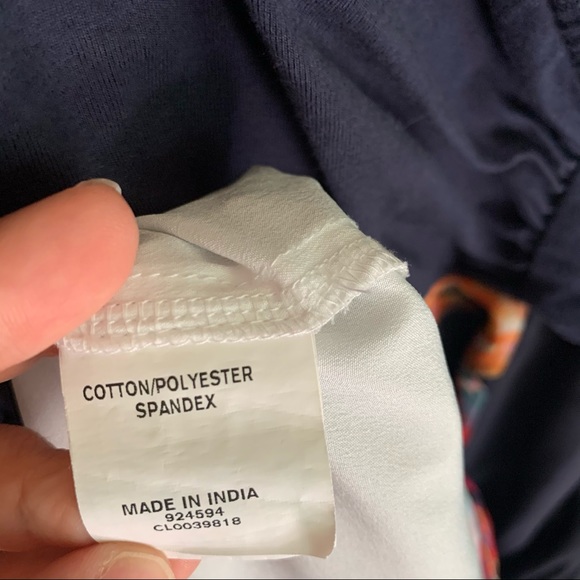 COTTON/POLYESTER
SPANDEX
MADE IN INDIA
924594
CL0039818